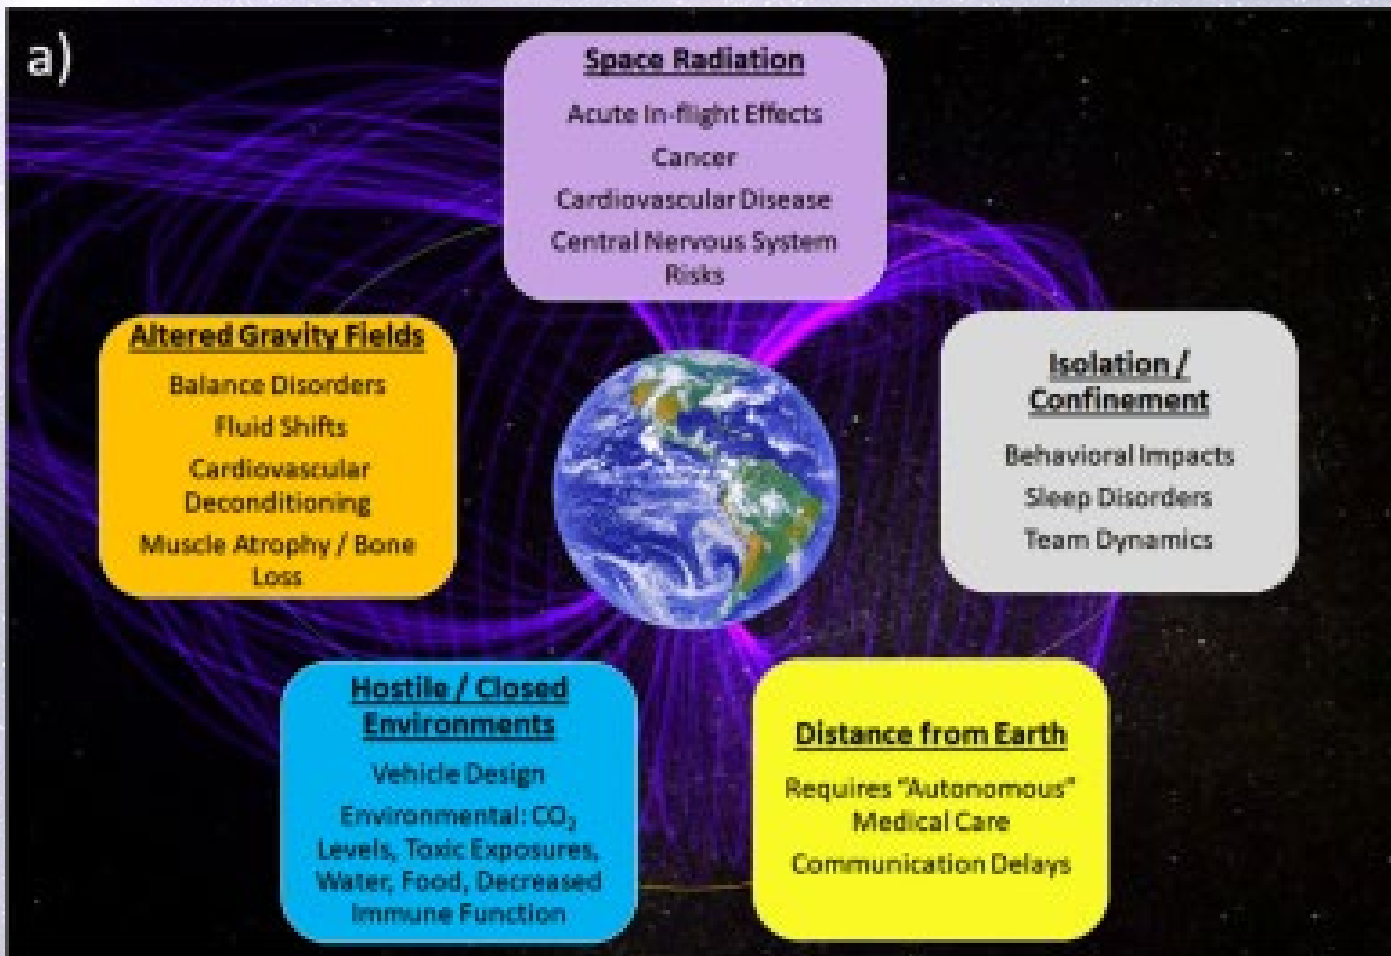 a)
Space Radiation
Acute In-flight Effects
Cancer
Cardiovascular Disease
Central Nervous System
Risks
Altered Gravity Fields
Balance Disorders
Fluid Shifts
Cardiovascular
Deconditioning
Muscle Atrophy / Bone
Loss
Isolation /
Confinement
Behavioral Impacts
Sleep Disorders
Team Dynamics
Hostile / Closed
Environments
Vehicle Design
Environmental: CO₂
Levels, Toxic Exposures,
Water, Food, Decreased
Immune Function
Distance from Earth
Requires "Autonomous"
Medical Care
Communication Delays